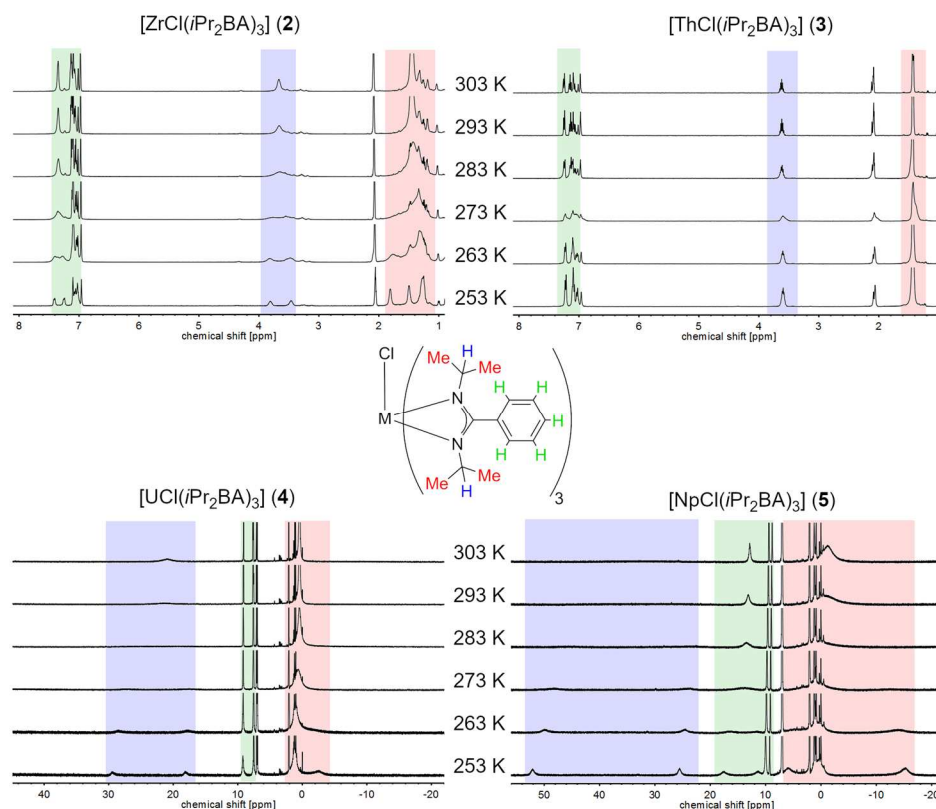 [ZrCl(iPr₂BA)₃] (2)
[ThCl(iPr₂BA)₃] (3)
303 K
293 K
283 K
273 K
263 K
253 K
8 7 6 5 4 3 2 1
chemical shift [ppm]
8 7 6 5 4 3 2
chemical shift [ppm]
Cl
M
Me H
Me
N
N
H H
H
H H
Me
Me
H
3
[UCl(iPr₂BA)₃] (4)
[NpCl(iPr₂BA)₃] (5)
303 K
293 K
283 K
273 K
263 K
253 K
40 30 20 10 0 -10 -20
chemical shift [ppm]
50 40 30 20 10 0 -10 -20
chemical shift [ppm]